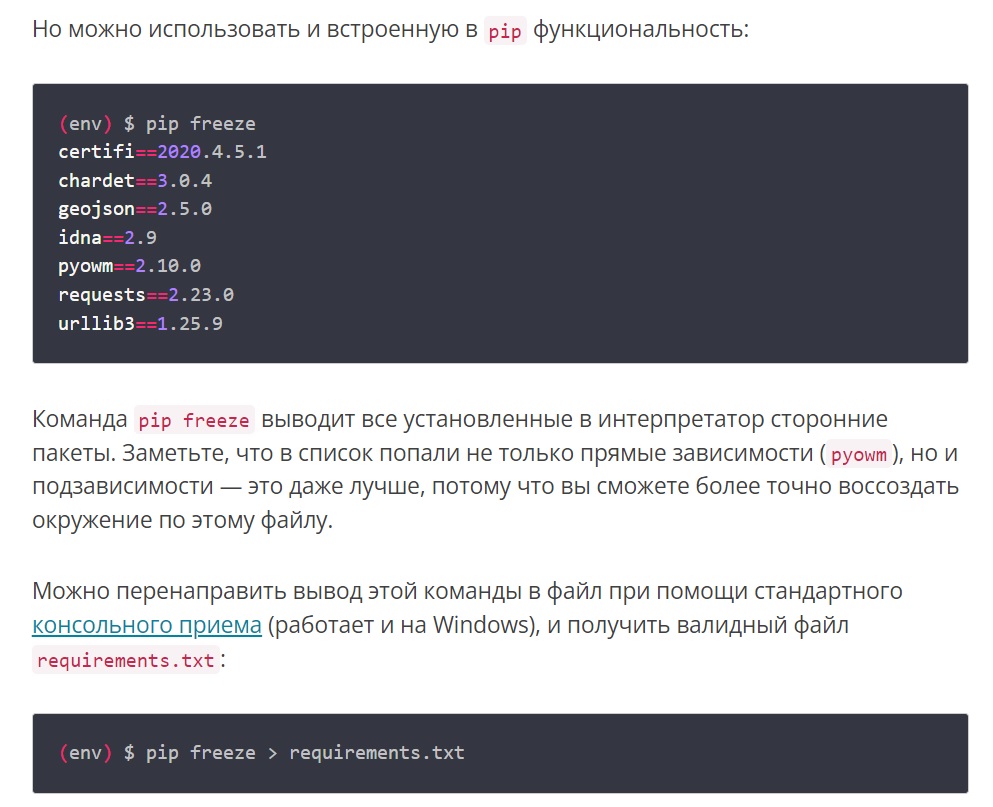 Но можно использовать и встроенную в pip функциональность:
(env) $ pip freeze
certifi==2020.4.5.1
chardet==3.0.4
geojson==2.5.0
idna==2.9
pyowm==2.10.0
requests==2.23.0
urllib3==1.25.9
Команда pip freeze выводит все установленные в интерпретатор сторонние
пакеты. Заметьте, что в список попали не только прямые зависимости (pyowm), но и
подзависимости — это даже лучше, потому что вы сможете более точно воссоздать
окружение по этому файлу.
Можно перенаправить вывод этой команды в файл при помощи стандартного
консольного приема (работает и на Windows), и получить валидный файл
requirements.txt:
(env) $ pip freeze > requirements.txt